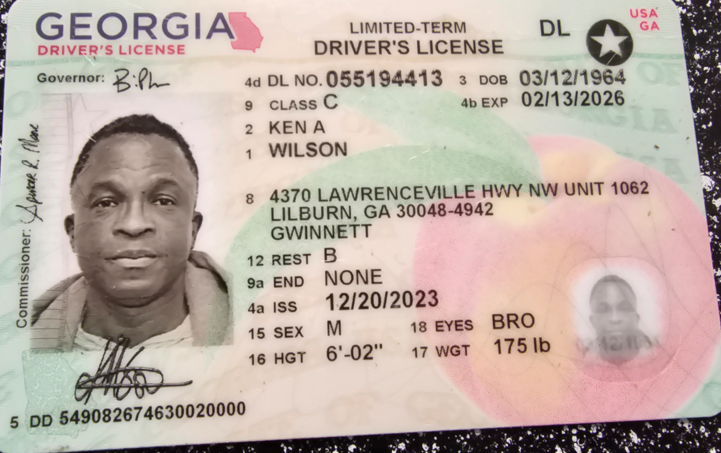 GEORGIA
DRIVER'S LICENSE
LIMITED-TERM
DRIVER'S LICENSE
DL
USA
GA
Governor:
4d DL NO. 055194413 3 DOB 03/12/1964
9 CLASS C 4b EXP 02/13/2026
2 KEN A
1 WILSON
8 4370 LAWRENCEVILLE HWY NW UNIT 1062
LILBURN, GA 30048-4942
GWINNETT
12 REST B
9a END NONE
4a ISS 12/20/2023
15 SEX M 18 EYES BRO
16 HGT 6'-02" 17 WGT 175 lb
Commissioner:
5 DD 549082674630020000